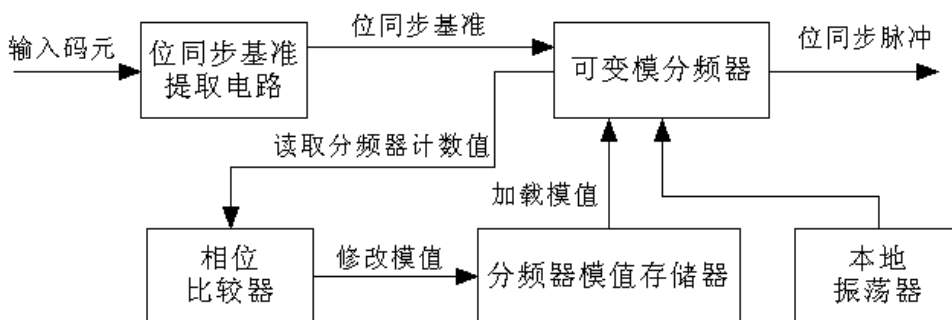 输入码元
位同步基准
提取电路
位同步基准
可变模分频器
位同步脉冲
读取分频器计数值
加载模值
相位
比较器
修改模值
分频器模值存储器
本地
振荡器